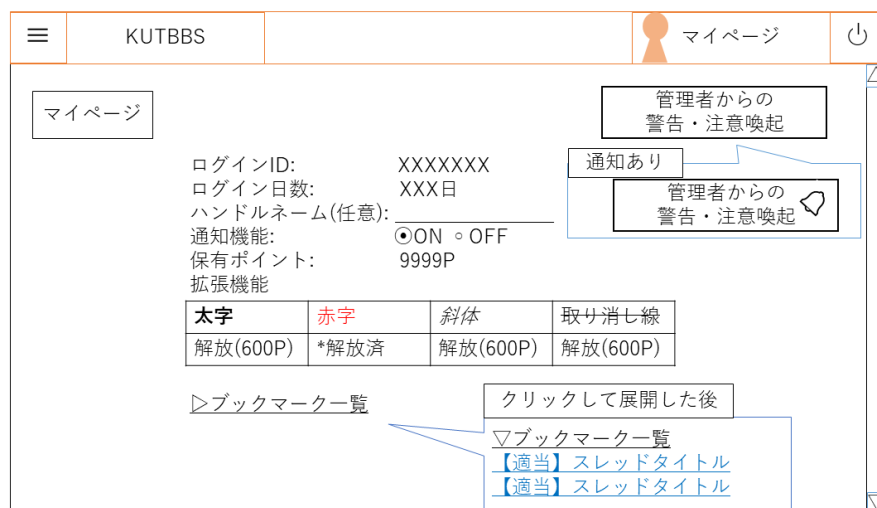 KUTBBS
マイページ
マイページ
管理者からの
警告・注意喚起
通知あり
管理者からの
警告・注意喚起
ログインID: XXXXXXX
ログイン日数: XXX日
ハンドルネーム(任意):
通知機能: ON OFF
保有ポイント: 9999P
拡張機能
太字 赤字 斜体 取り消し線
解放(600P) *解放済 解放(600P) 解放(600P)
▷ブックマーク一覧
クリックして展開した後
▽ブックマーク一覧
【適当】スレッドタイトル
【適当】スレッドタイトル